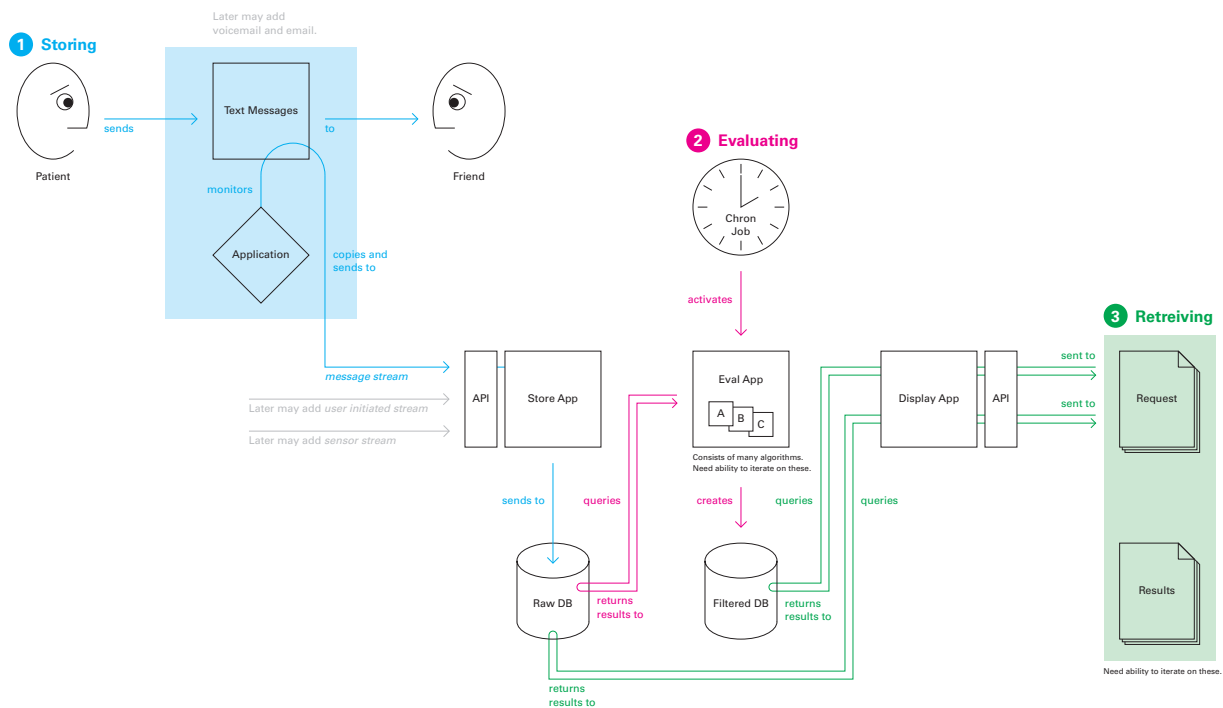 Later may add
voicemail and email.
1 Storing
Text Messages
sends
to
Patient
Friend
monitors
Application
copies and
sends to
message stream
Later may add user initiated stream
Later may add sensor stream
API
Store App
sends to
Raw DB
queries
returns
results to
2 Evaluating
Chron
Job
activates
Eval App
A
B
C
Consists of many algorithms.
Need ability to iterate on these.
creates
Filtered DB
queries
returns
results to
queries
returns
results to
Display App
API
sent to
sent to
3 Retreiving
Request
Results
Need ability to iterate on these.